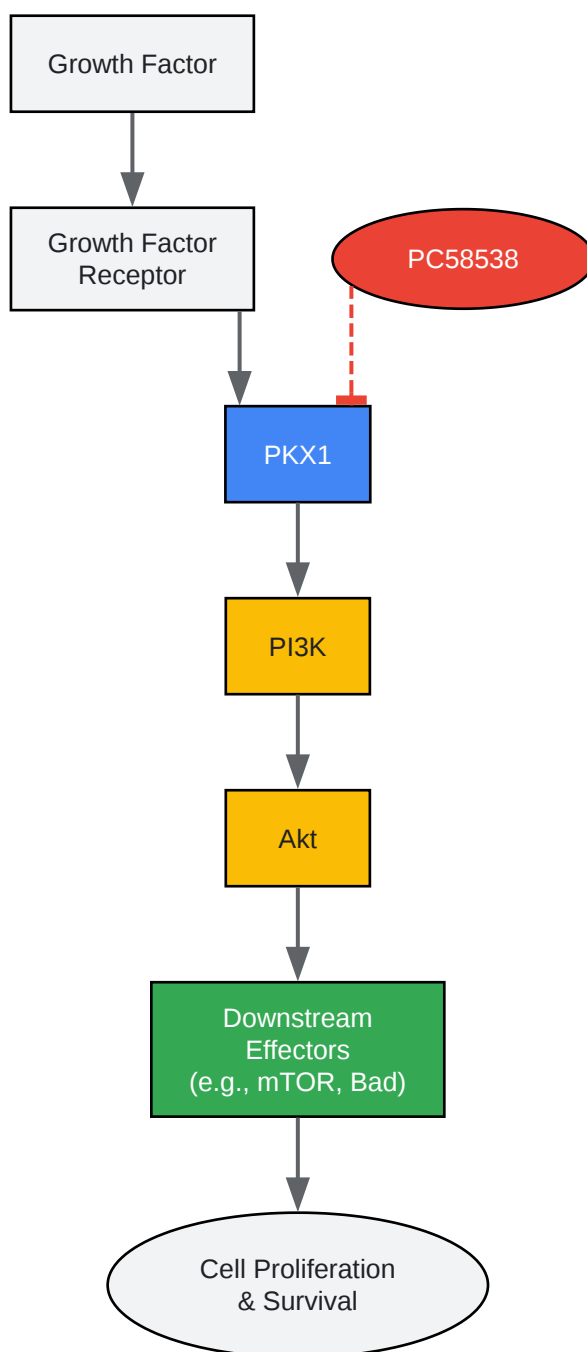 Growth Factor
Growth Factor
Receptor
PC58538
PKX1
PI3K
Akt
Downstream
Effectors
(e.g., mTOR, Bad)
Cell Proliferation
& Survival